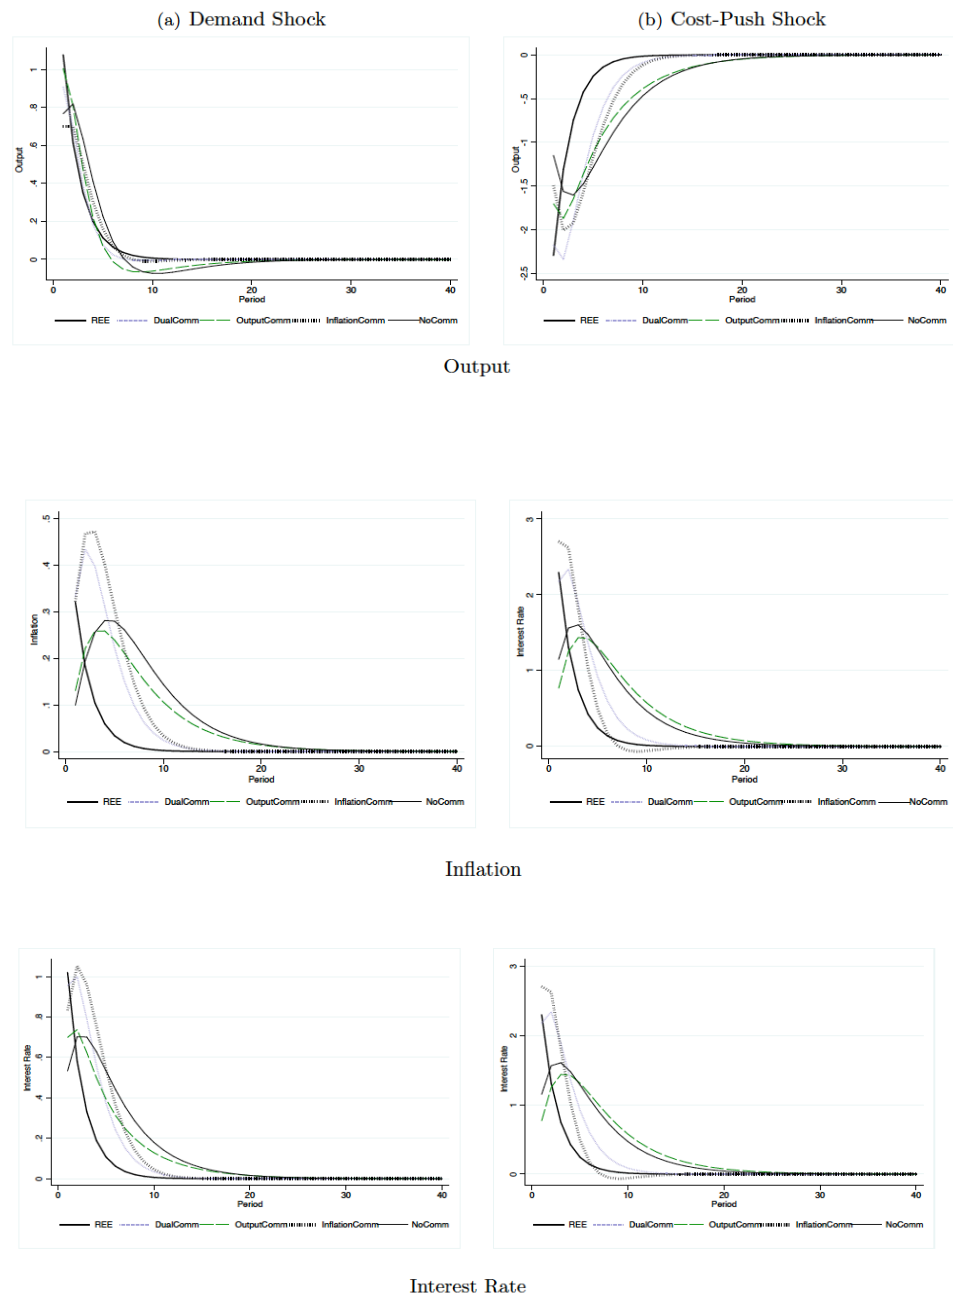 (a) Demand Shock
(b) Cost-Push Shock
Output
1
.8
.6
.4
.2
0
0 10 20 30 40
Period
REE DualComm OutputComm InflationComm NoComm
Output
0
-.5
-1
-1.5
-2
-2.5
0 10 20 30 40
Period
REE DualComm OutputComm InflationComm NoComm
Output
Inflation
.5
.4
.3
.2
.1
0
0 10 20 30 40
Period
REE DualComm OutputComm InflationComm NoComm
Interest Rate
3
2
1
0
0 10 20 30 40
Period
REE DualComm OutputComm InflationComm NoComm
Inflation
Interest Rate
1
.8
.6
.4
.2
0
0 10 20 30 40
Period
REE DualComm OutputComm InflationComm NoComm
Interest Rate
3
2
1
0
0 10 20 30 40
Period
REE DualComm OutputComm InflationComm NoComm
Interest Rate